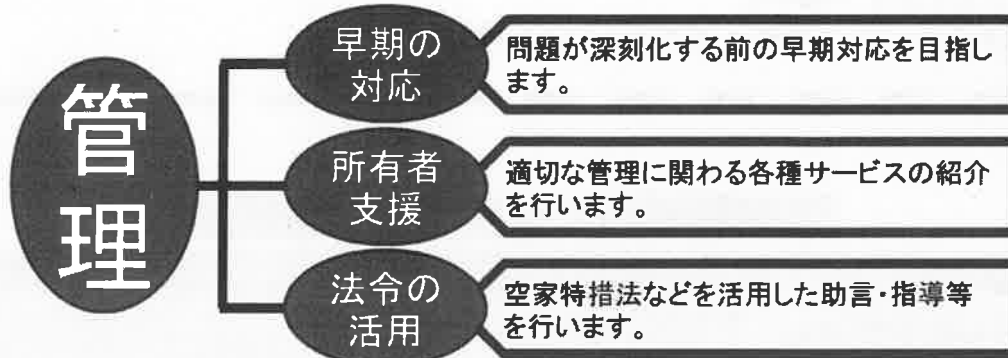 管理
早期の
対応
問題が深刻化する前の早期対応を目指し
ます。
所有者
支援
適切な管理に関わる各種サービスの紹介
を行います。
法令の
活用
空家特措法などを活用した助言・指導等
を行います。